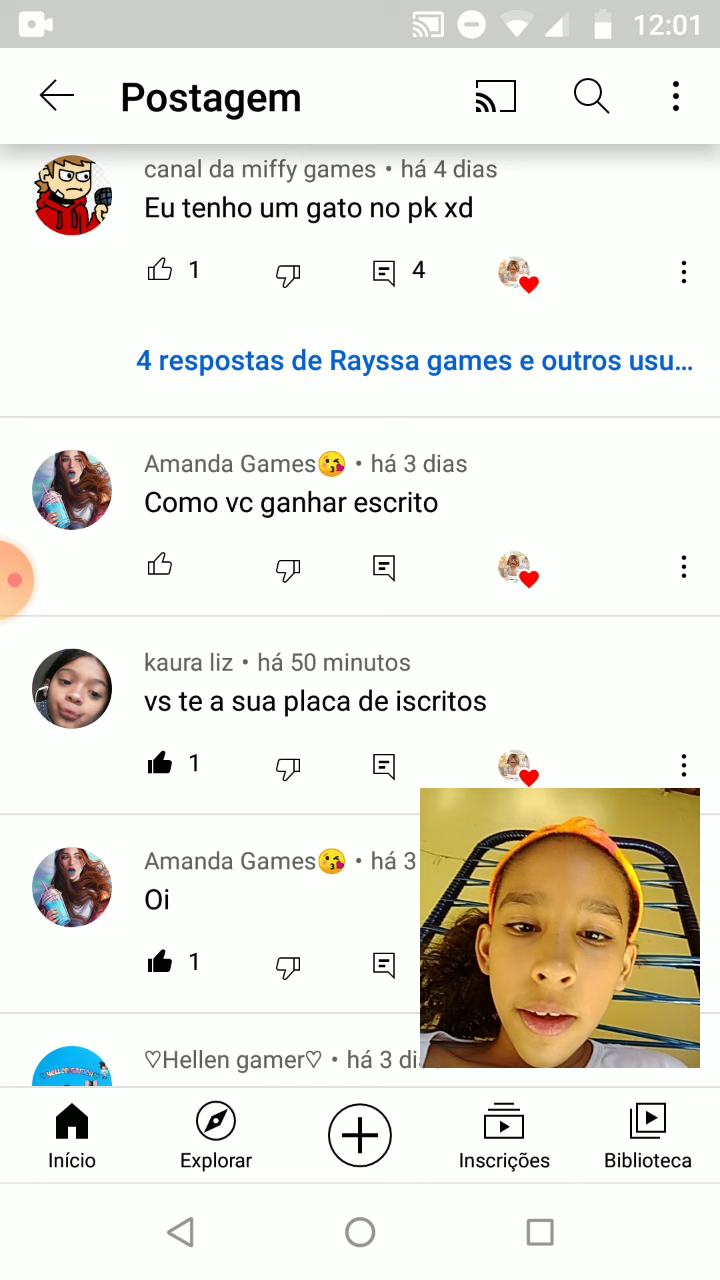 12:01
Postagem
canal da miffy games • há 4 dias
Eu tenho um gato no pk xd
1
4
4 respostas de Rayssa games e outros usu...
Amanda Games😘 • há 3 dias
Como vc ganhar escrito
kaura liz • há 50 minutos
vs te a sua placa de iscritos
1
Amanda Games😘 • há 3
Oi
1
♡Hellen gamer♡ • há 3 di
Início
Explorar
Inscrições
Biblioteca